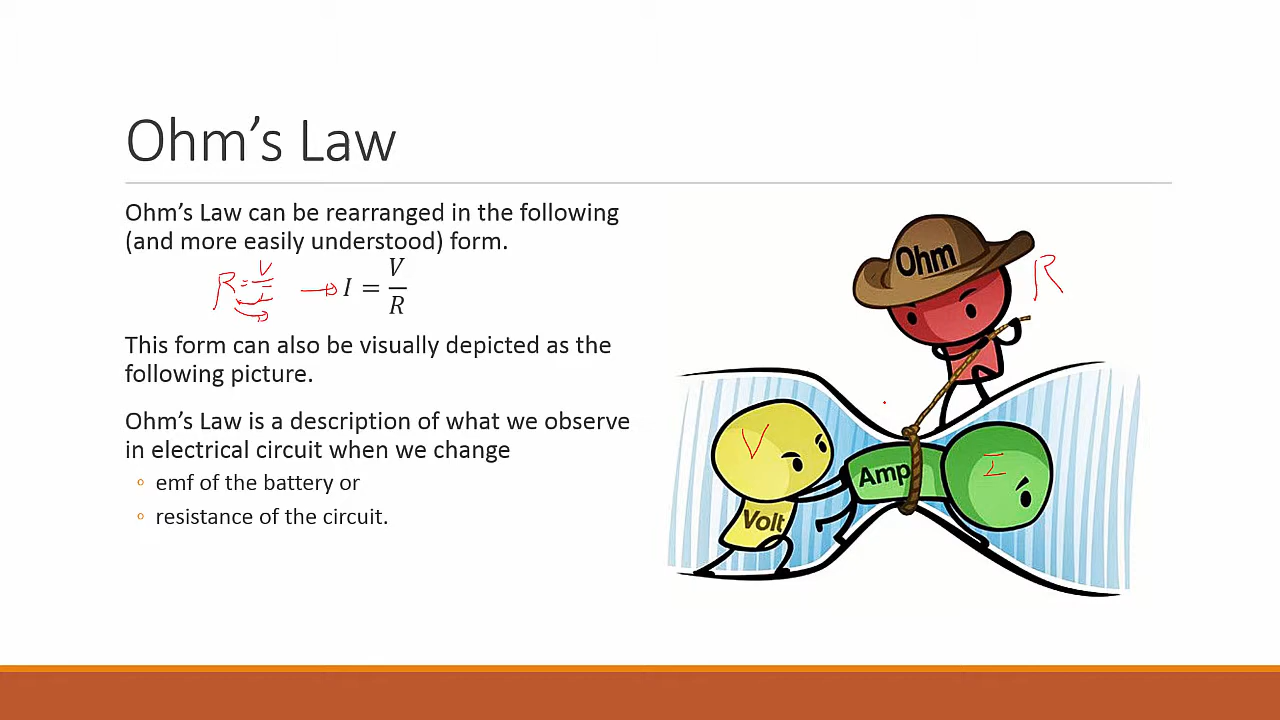 Ohm's Law
Ohm's Law can be rearranged in the following
(and more easily understood) form.
R = V/I → I = V/R
This form can also be visually depicted as the
following picture.
Ohm's Law is a description of what we observe
in electrical circuit when we change
◦ emf of the battery or
◦ resistance of the circuit.
Ohm
R
V
I
Amp
Volt